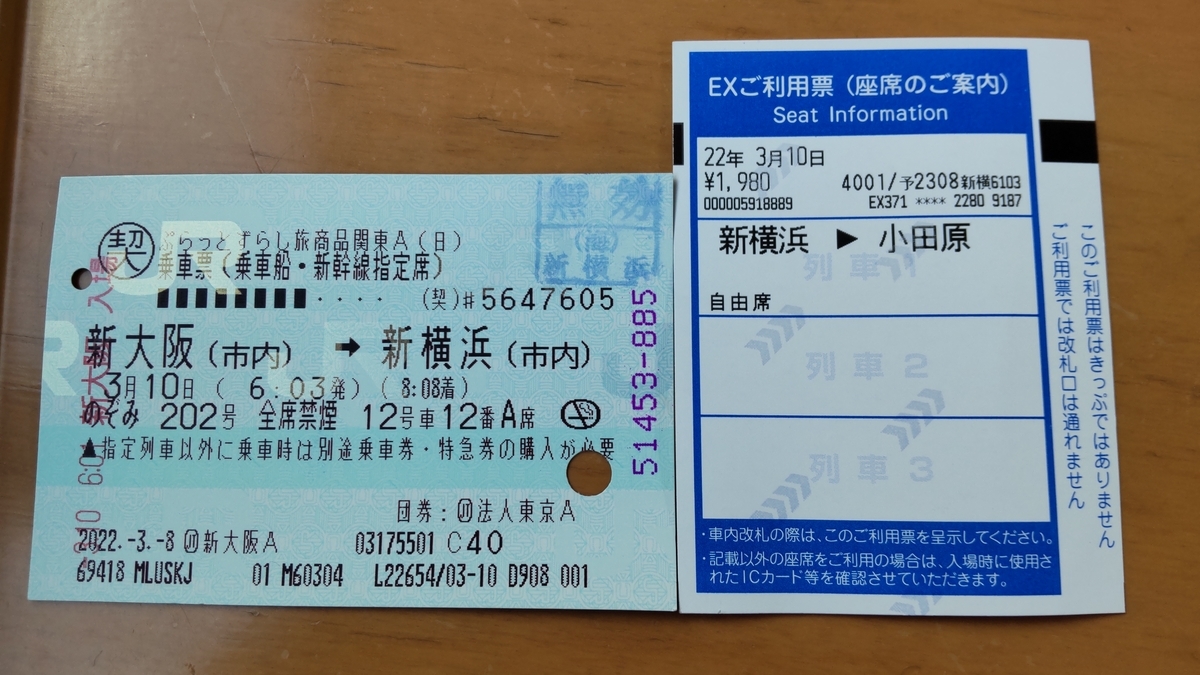 契
ぷらっとずらし旅商品関東A（日）
乗車票（乗車船・新幹線指定席）
(契)♯5647605
新大阪（市内） ➡ 新横浜（市内）
3月10日（ 6：03発）（ 8:08着）
のぞみ 202号 全席禁煙 12号車12番A席
▲指定列車以外に乗車時は別途乗車券・特急券の購入が必要
団券：JR法人東京A
2022.-3.-8 JR新大阪A 03175501 C40
69418 MLUSKJ 01 M60304 L22654/03-10 D908 001
51453-885
新大阪 入場
無効
（海）
新横浜
EXご利用票（座席のご案内）
Seat Information
22年 3月10日
¥1,980 4001/予2308新横6103
000005918889 EX371 **** 2280 9187
新横浜 ▶ 小田原
列車1
自由席
列車2
列車3
・車内改札の際は、このご利用票を呈示してください。
・記載以外の座席をご利用の場合は、入場時に使用され
たICカード等を確認させていただきます。
このご利用票はきっぷではありません
ご利用票では改札口は通れません